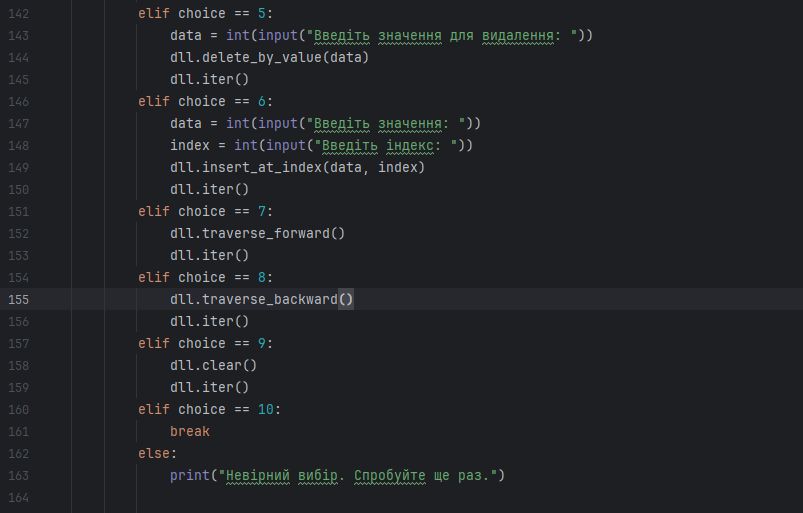 142 elif choice == 5:
143 data = int(input("Введіть значення для видалення: "))
144 dll.delete_by_value(data)
145 dll.iter()
146 elif choice == 6:
147 data = int(input("Введіть значення: "))
148 index = int(input("Введіть індекс: "))
149 dll.insert_at_index(data, index)
150 dll.iter()
151 elif choice == 7:
152 dll.traverse_forward()
153 dll.iter()
154 elif choice == 8:
155 dll.traverse_backward()
156 dll.iter()
157 elif choice == 9:
158 dll.clear()
159 dll.iter()
160 elif choice == 10:
161 break
162 else:
163 print("Невірний вибір. Спробуйте ще раз.")
164